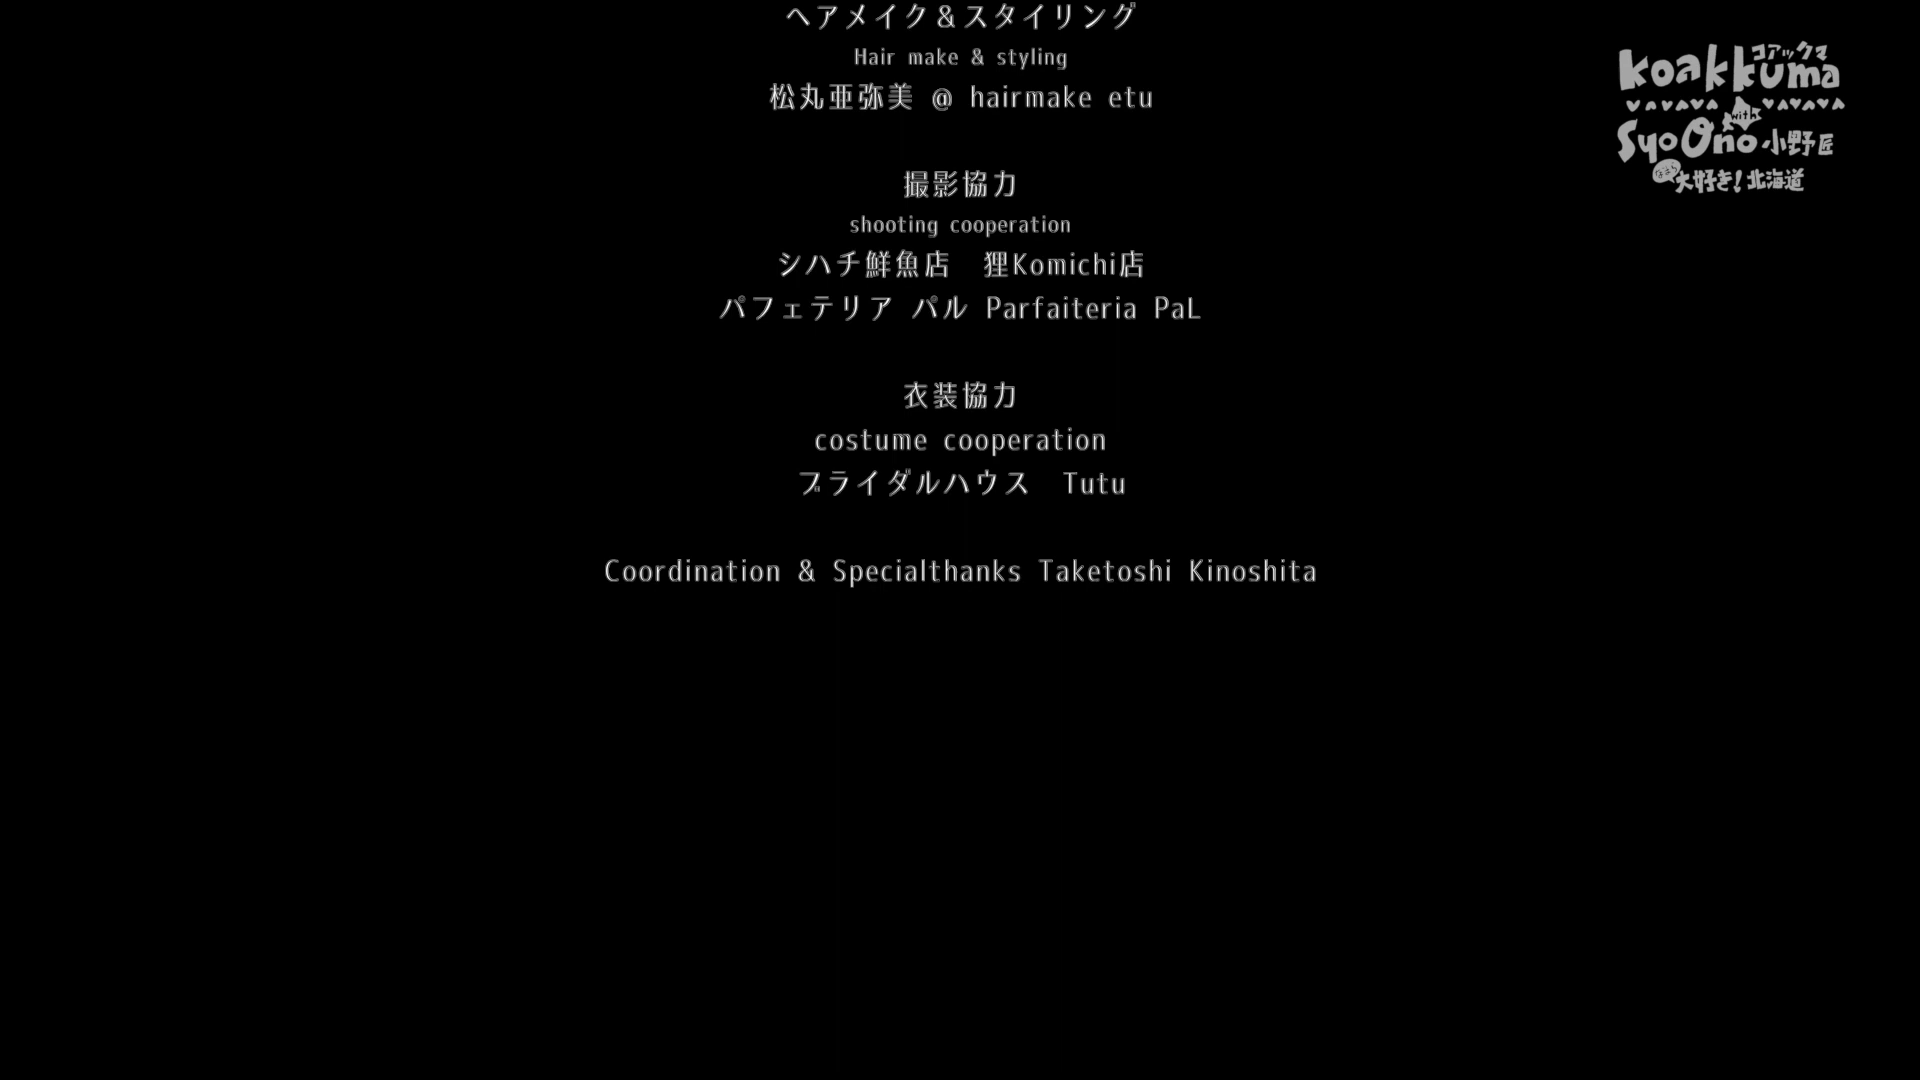 ヘアメイク＆スタイリング
Hair make & styling
松丸亜弥美 @ hairmake etu
撮影協力
shooting cooperation
シハチ鮮魚店　狸Komichi店
パフェテリア パル Parfaiteria PaL
衣装協力
costume cooperation
ブライダルハウス　Tutu
Coordination & Specialthanks Taketoshi Kinoshita
コアックマ
koakkuma
with
SyoOno 小野匠
なまら
大好き！北海道